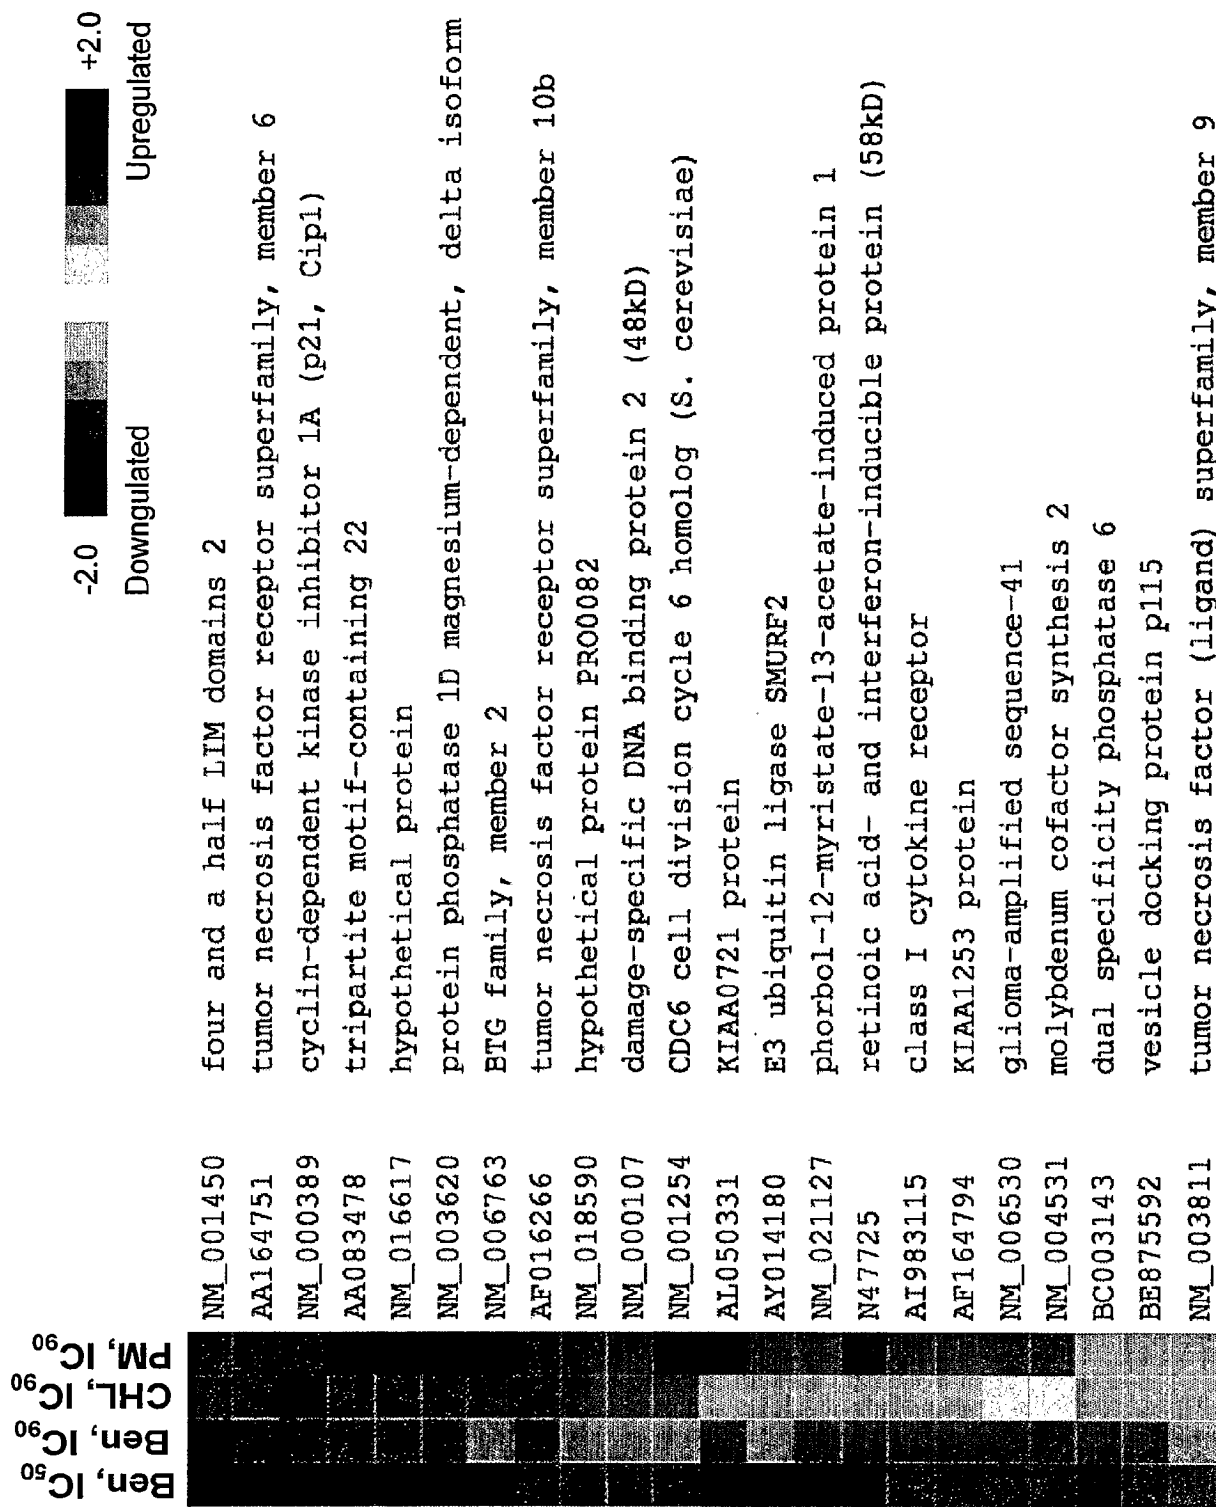 -2.0 +2.0
Downgulated Upregulated
Ben, IC50
Ben, IC90
CHL, IC90
PM, IC90
NM_001450 four and a half LIM domains 2
AA164751 tumor necrosis factor receptor superfamily, member 6
NM_000389 cyclin-dependent kinase inhibitor 1A (p21, Cip1)
AA083478 tripartite motif-containing 22
NM_016617 hypothetical protein
NM_003620 protein phosphatase 1D magnesium-dependent, delta isoform
NM_006763 BTG family, member 2
AF016266 tumor necrosis factor receptor superfamily, member 10b
NM_018590 hypothetical protein PRO0082
NM_000107 damage-specific DNA binding protein 2 (48kD)
NM_001254 CDC6 cell division cycle 6 homolog (S. cerevisiae)
AL050331 KIAA0721 protein
AY014180 E3 ubiquitin ligase SMURF2
NM_021127 phorbol-12-myristate-13-acetate-induced protein 1
N47725 retinoic acid- and interferon-inducible protein (58kD)
AI983115 class I cytokine receptor
AF164794 KIAA1253 protein
NM_006530 glioma-amplified sequence-41
NM_004531 molybdenum cofactor synthesis 2
BC003143 dual specificity phosphatase 6
BE875592 vesicle docking protein p115
NM_003811 tumor necrosis factor (ligand) superfamily, member 9